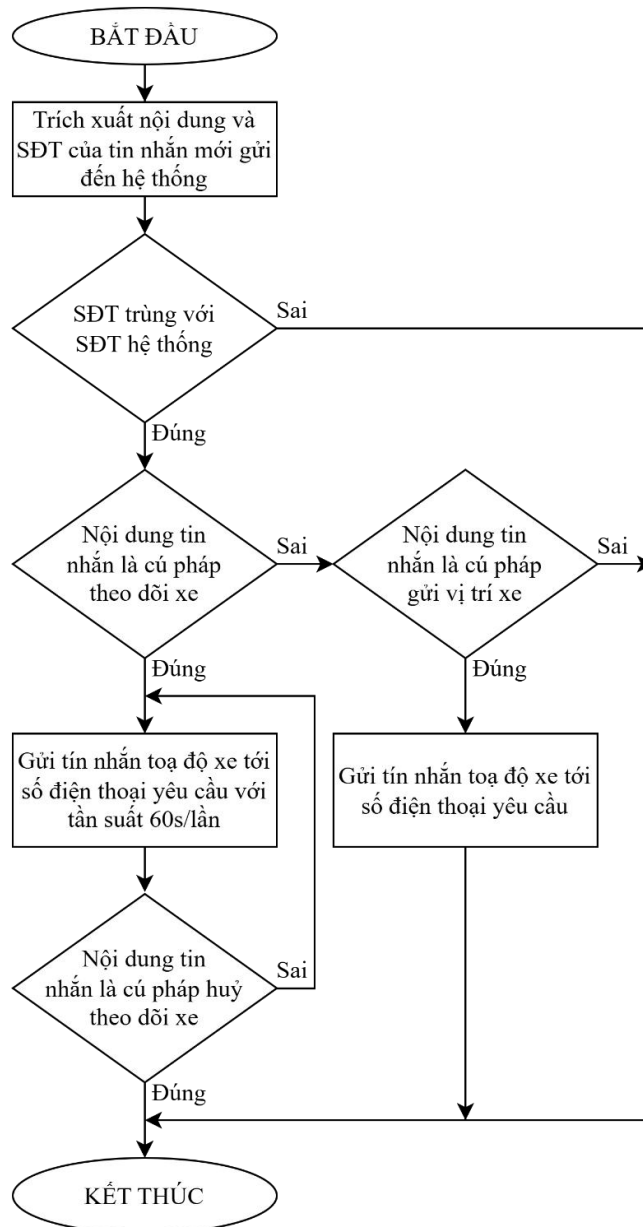 BẮT ĐẦU
Trích xuất nội dung và
SĐT của tin nhắn mới gửi
đến hệ thống
SĐT trùng với
SĐT hệ thống
Sai
Đúng
Nội dung tin
nhắn là cú pháp
theo dõi xe
Sai
Nội dung tin
nhắn là cú pháp
gửi vị trí xe
Sai
Đúng
Đúng
Gửi tín nhắn toạ độ xe tới
số điện thoại yêu cầu với
tần suất 60s/lần
Gửi tín nhắn toạ độ xe tới
số điện thoại yêu cầu
Nội dung tin
nhắn là cú pháp huỷ
theo dõi xe
Sai
Đúng
KẾT THÚC